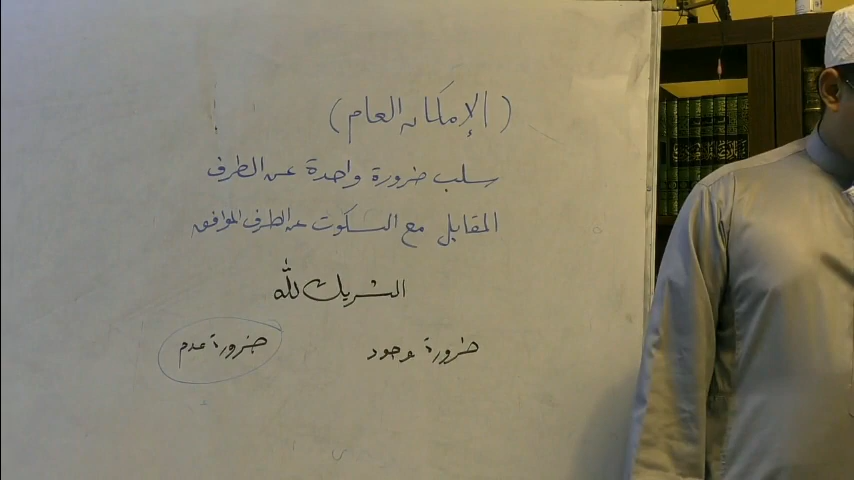 (الإمكان العام)
سلب ضرورة واحدة عن الطرف
المقابل مع السكوت عن الطرف الموافق
الشريك لله
ضرورة وجود ضرورة عدم